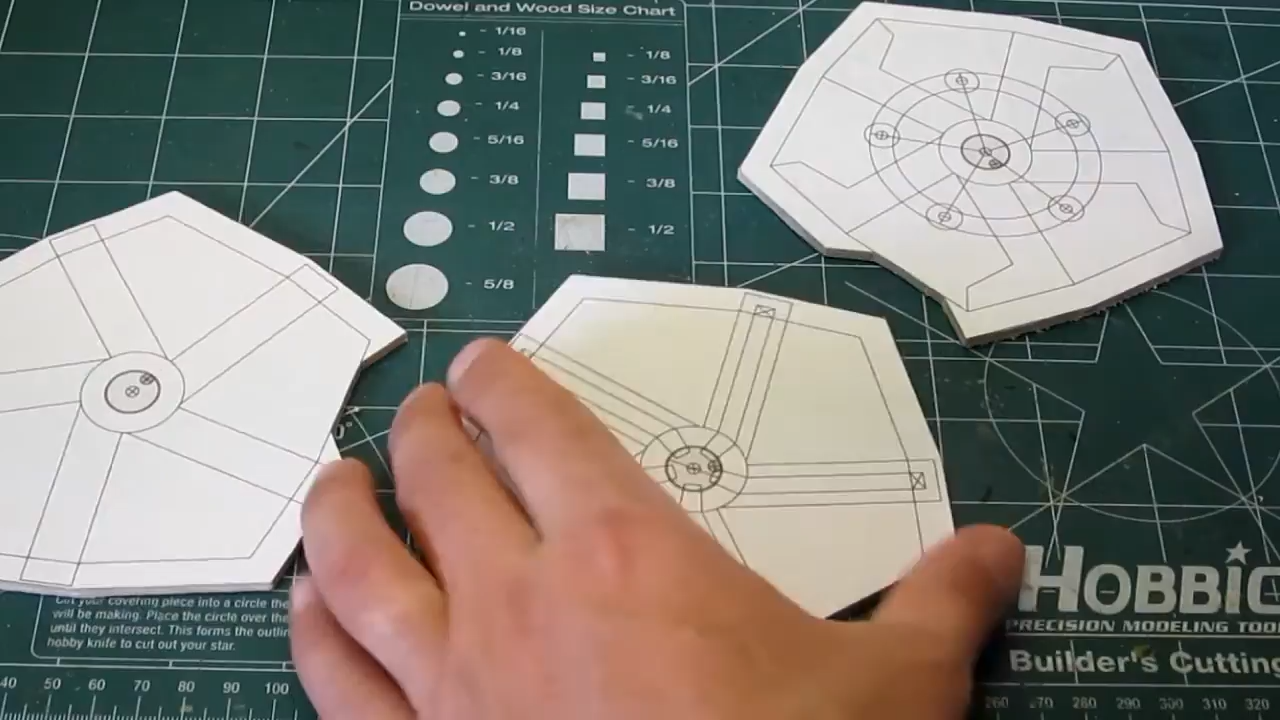 Dowel and Wood Size Chart
- 1/16
- 1/8
- 3/16
- 1/4
- 5/16
- 3/8
- 1/2
- 5/8
- 1/8
- 3/16
- 1/4
- 5/16
- 3/8
- 1/2
Cut your covering piece into a circle the
will be making. Place the circle over the
until they intersect. This forms the outlin
hobby knife to cut out your star.
40 50 60 70 80 90 100
HOBBIC
PRECISION MODELING TOO
Builder's Cutting
260 270 280 290 300 310 320